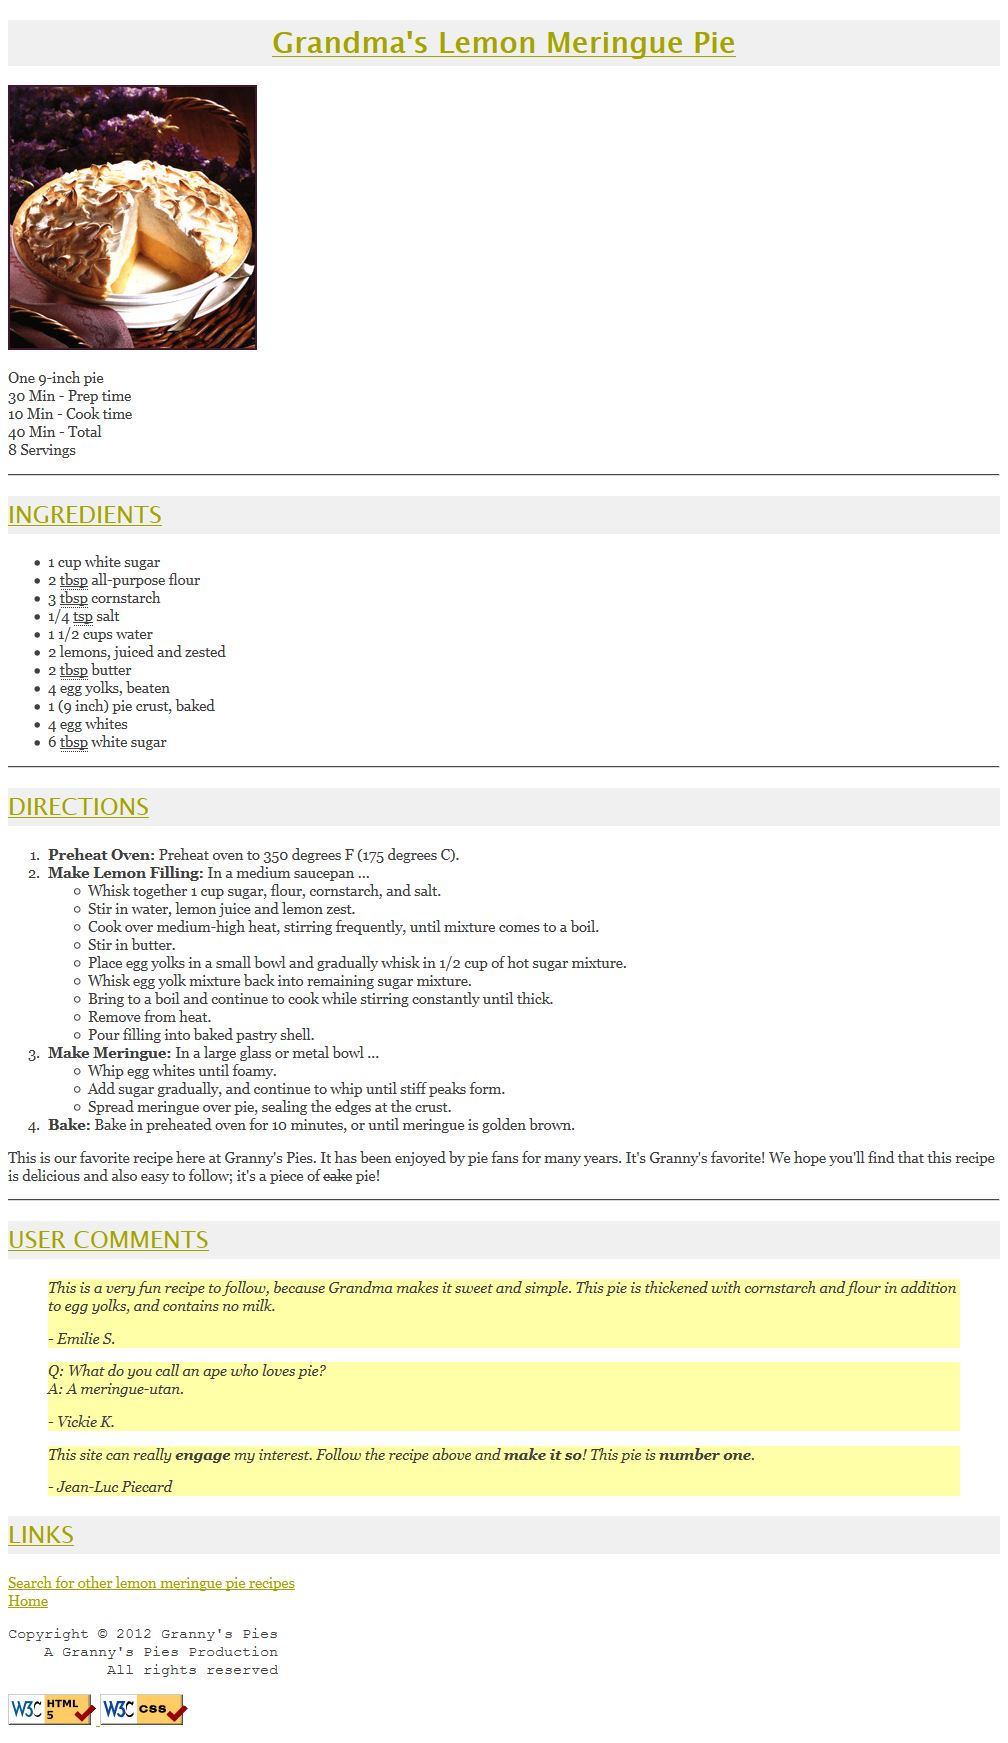 Grandma's Lemon Meringue Pie
One 9-inch pie
30 Min - Prep time
10 Min - Cook time
40 Min - Total
8 Servings
INGREDIENTS
• 1 cup white sugar
• 2 tbsp all-purpose flour
• 3 tbsp cornstarch
• 1/4 tsp salt
• 1 1/2 cups water
• 2 lemons, juiced and zested
• 2 tbsp butter
• 4 egg yolks, beaten
• 1 (9 inch) pie crust, baked
• 4 egg whites
• 6 tbsp white sugar
DIRECTIONS
1. Preheat Oven: Preheat oven to 350 degrees F (175 degrees C).
2. Make Lemon Filling: In a medium saucepan ...
○ Whisk together 1 cup sugar, flour, cornstarch, and salt.
○ Stir in water, lemon juice and lemon zest.
○ Cook over medium-high heat, stirring frequently, until mixture comes to a boil.
○ Stir in butter.
○ Place egg yolks in a small bowl and gradually whisk in 1/2 cup of hot sugar mixture.
○ Whisk egg yolk mixture back into remaining sugar mixture.
○ Bring to a boil and continue to cook while stirring constantly until thick.
○ Remove from heat.
○ Pour filling into baked pastry shell.
3. Make Meringue: In a large glass or metal bowl ...
○ Whip egg whites until foamy.
○ Add sugar gradually, and continue to whip until stiff peaks form.
○ Spread meringue over pie, sealing the edges at the crust.
4. Bake: Bake in preheated oven for 10 minutes, or until meringue is golden brown.
This is our favorite recipe here at Granny's Pies. It has been enjoyed by pie fans for many years. It's Granny's favorite! We hope you'll find that this recipe
is delicious and also easy to follow; it's a piece of cake pie!
USER COMMENTS
This is a very fun recipe to follow, because Grandma makes it sweet and simple. This pie is thickened with cornstarch and flour in addition
to egg yolks, and contains no milk.
- Emilie S.
Q: What do you call an ape who loves pie?
A: A meringue-utan.
- Vickie K.
This site can really engage my interest. Follow the recipe above and make it so! This pie is number one.
- Jean-Luc Piecard
LINKS
Search for other lemon meringue pie recipes
Home
Copyright © 2012 Granny's Pies
A Granny's Pies Production
All rights reserved
W3C HTML 5 W3C CSS